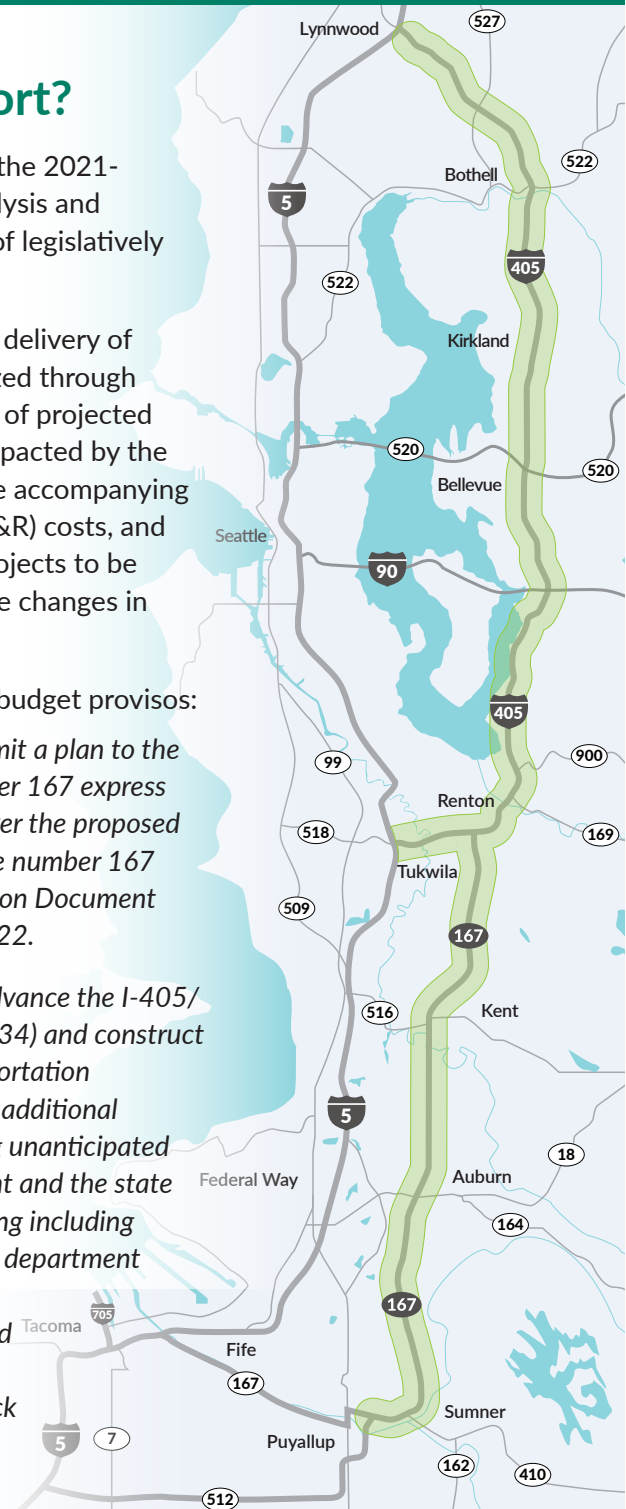 ort?
the 2021-
lysis and
of legislatively
delivery of
zed through
of projected
pacted by the
e accompanying
&R) costs, and
ojects to be
e changes in
budget provisos:
mit a plan to the
er 167 express
er the proposed
e number 167
on Document
22.
dvance the I-405/
34) and construct
ortation
additional
g unanticipated
nt and the state
ng including
department
d
ck
Lynnwood
527
522
Bothell
5
405
522
Kirkland
520
520
Bellevue
Seattle
90
405
99
900
Renton
518
169
Tukwila
509
167
516
Kent
5
18
Federal Way
Auburn
164
167
705
Tacoma
Fife
167
Sumner
5
7
Puyallup
162
410
512